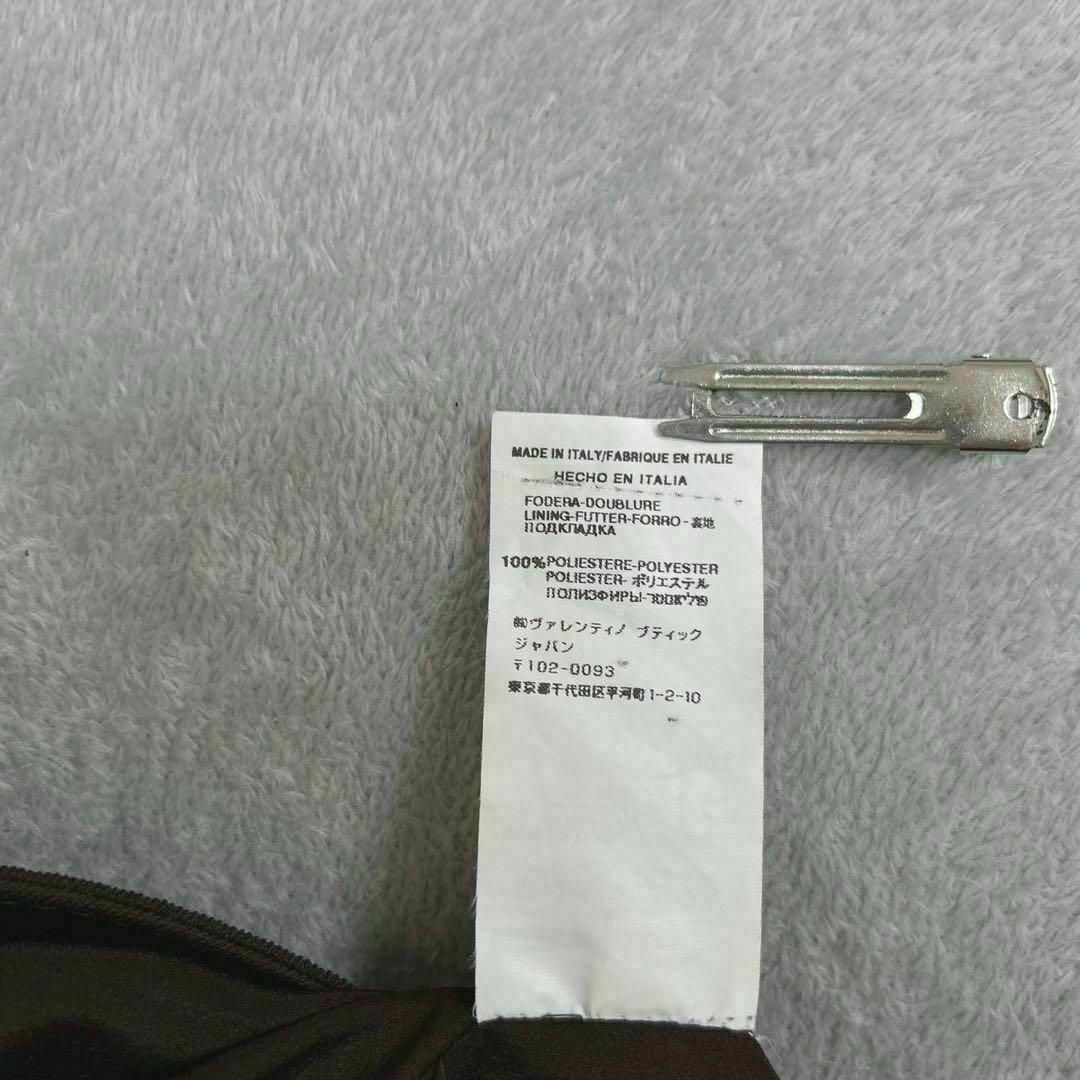 MADE IN ITALY/FABRIQUE EN ITALIE
HECHO EN ITALIA
FODERA-DOUBLURE
LINING-FUTTER-FORRO-裏地
ПОДКЛАДКА
100% POLIESTERE-POLYESTER
POLIESTER- ポリエステル
ПОЛИЭФИРЫ-
㈱ヴァレンティノ ブティック
ジャパン
〒102-0093
東京都千代田区平河町1-2-10